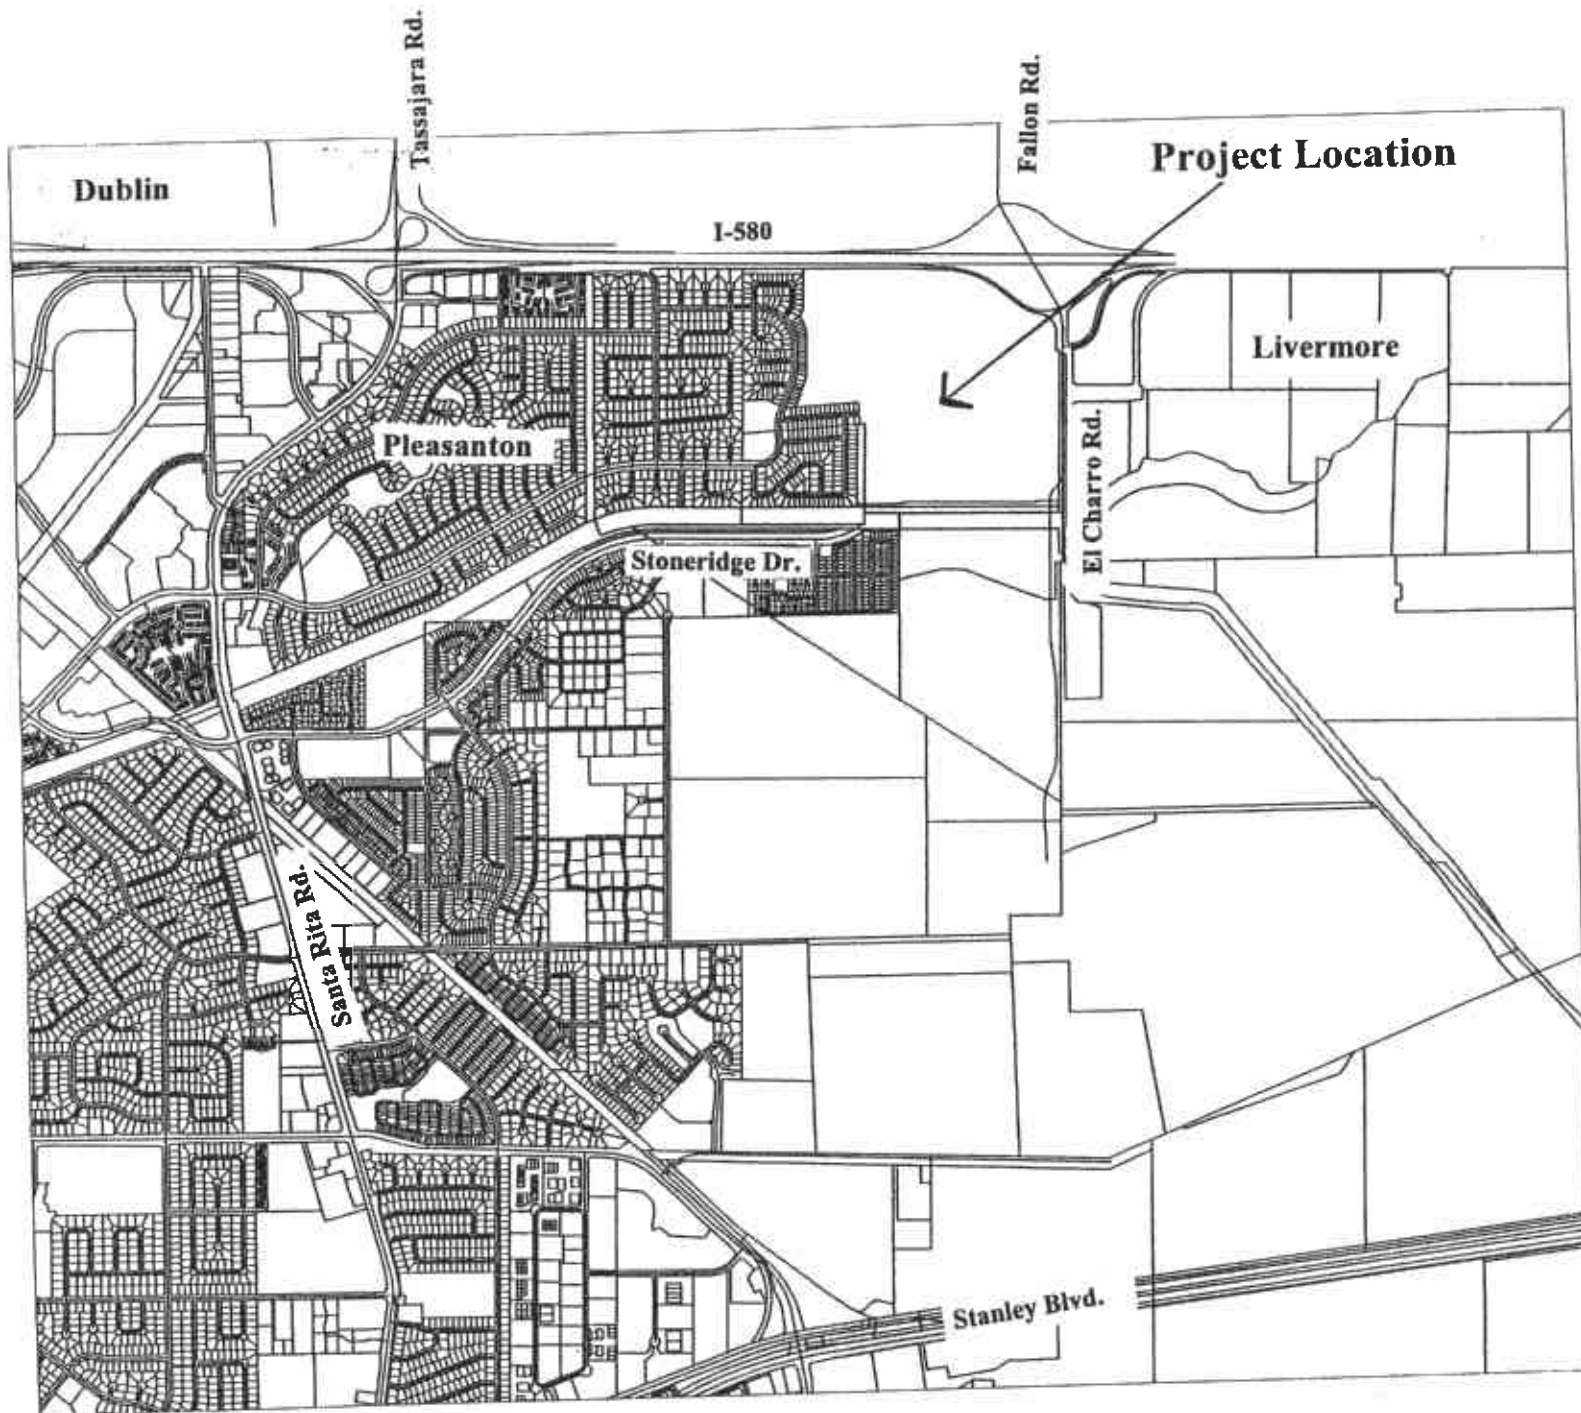 Tassajara Rd.
Fallon Rd.
Project Location
Dublin
I-580
Livermore
Pleasanton
El Charro Rd.
Stoneridge Dr.
Santa Rita Rd.
Stanley Blvd.